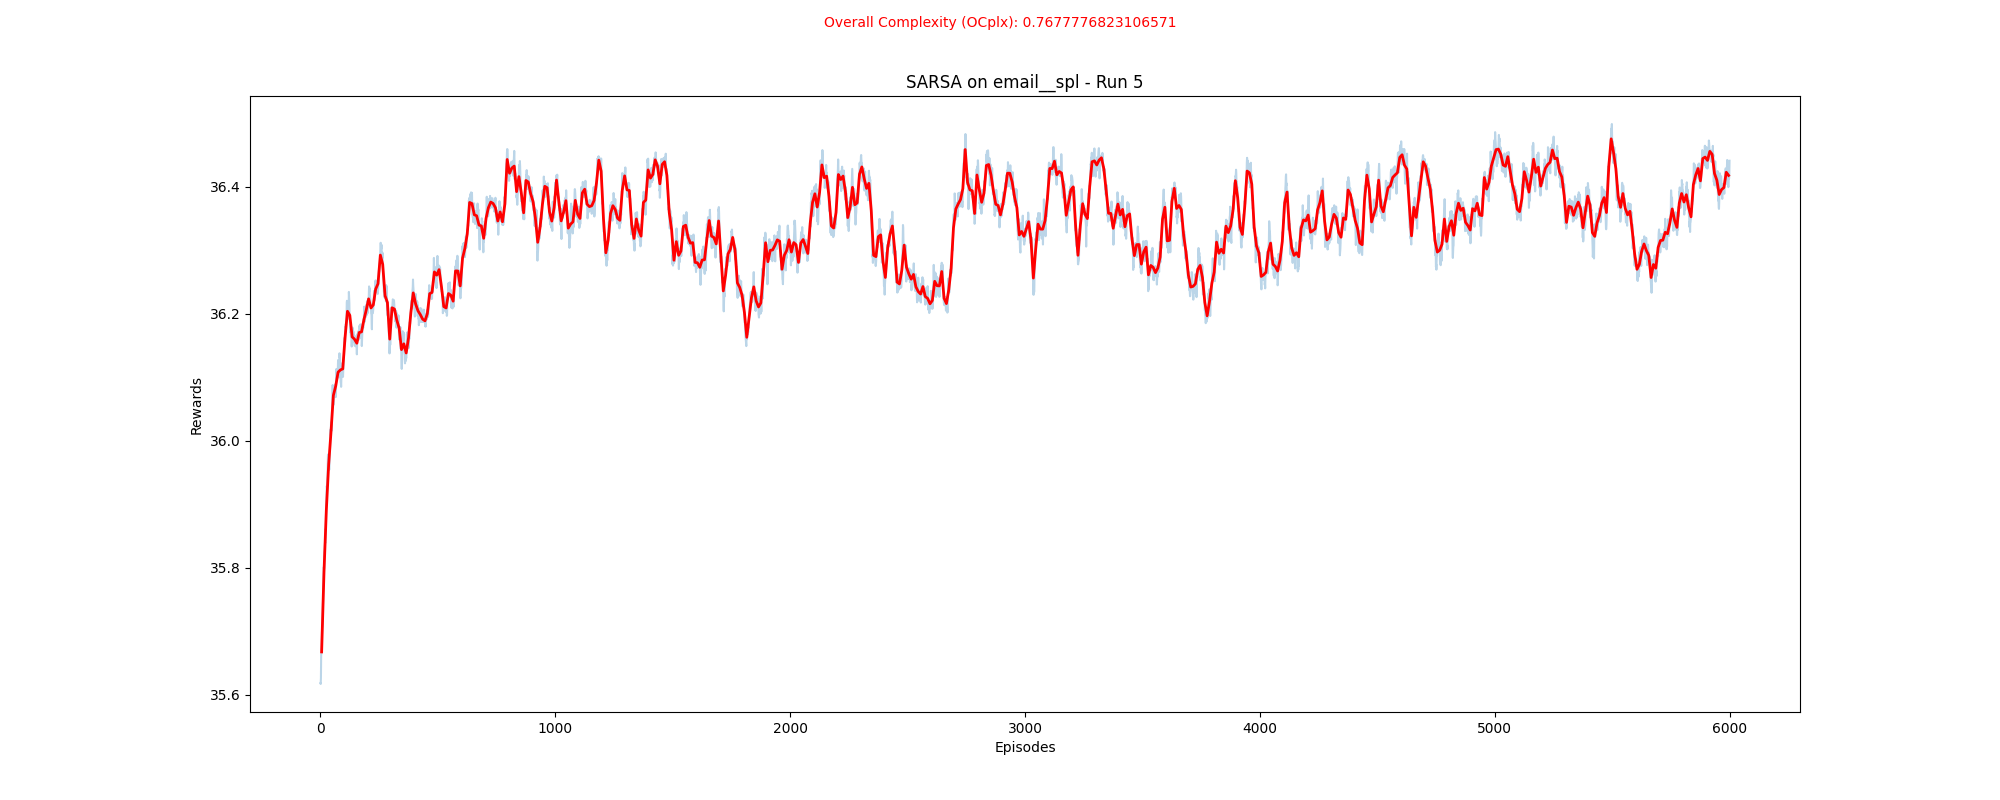 Overall Complexity (OCplx): 0.7677776823106571
SARSA on email__spl - Run 5
Rewards
36.4
36.2
36.0
35.8
35.6
0 1000 2000 3000 4000 5000 6000
Episodes